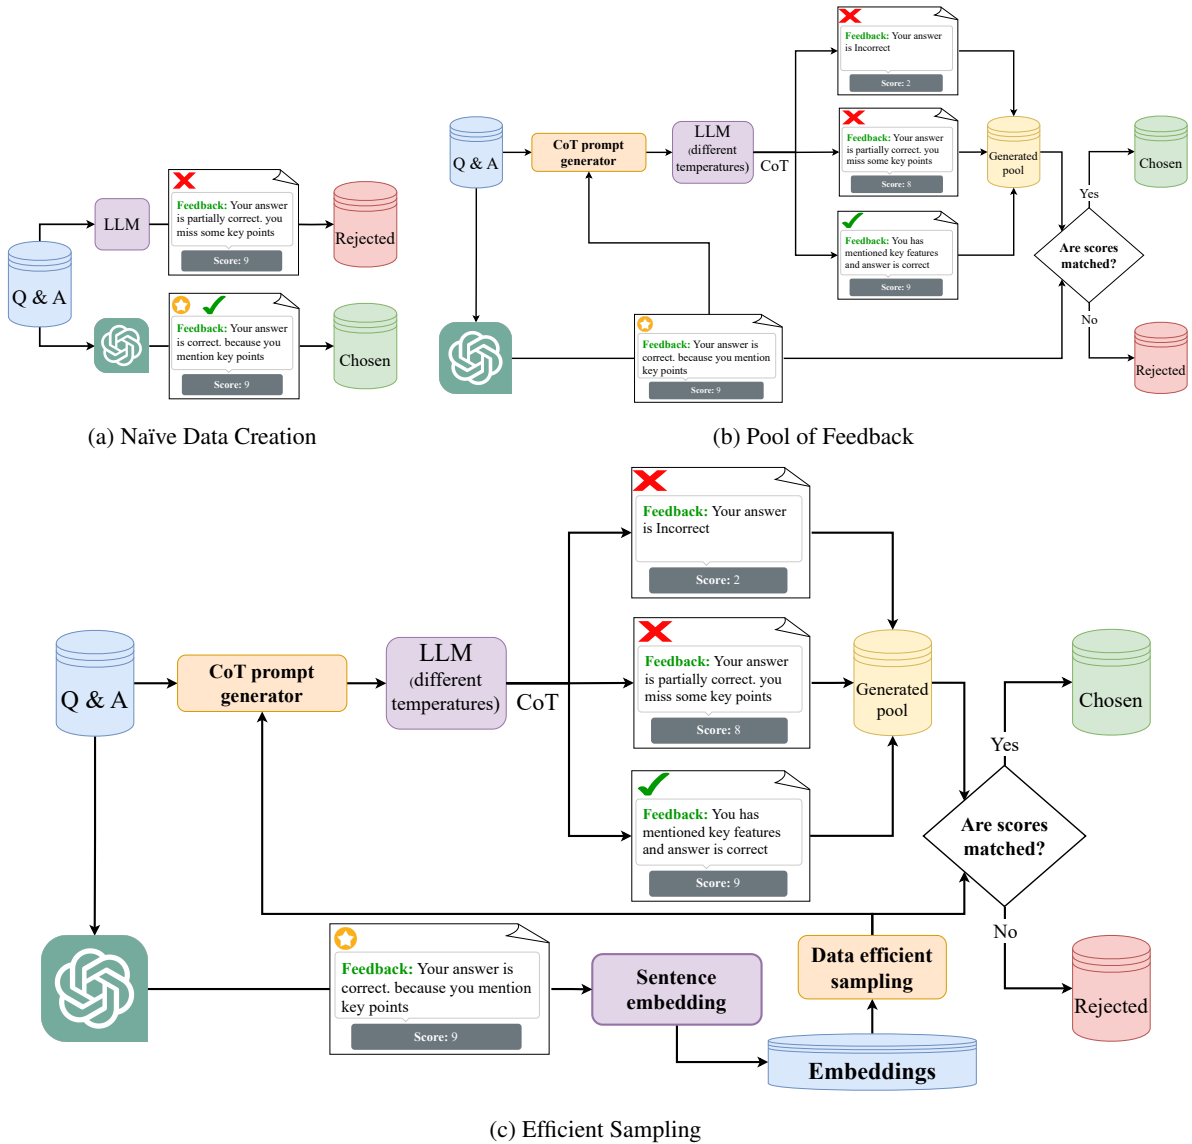 Q & A
LLM
Feedback: Your answer
is partially correct. you
miss some key points
Score: 9
Rejected
Feedback: Your answer
is correct. because you
mention key points
Score: 9
Chosen
(a) Naïve Data Creation
Q & A
CoT prompt
generator
LLM
(different
temperatures)
CoT
Feedback: Your answer
is Incorrect
Score: 2
Feedback: Your answer
is partially correct. you
miss some key points
Score: 8
Feedback: You has
mentioned key features
and answer is correct
Score: 9
Generated
pool
Chosen
Yes
Are scores
matched?
No
Rejected
Feedback: Your answer is
correct. because you mention
key points
Score: 9
(b) Pool of Feedback
Q & A
CoT prompt
generator
LLM
(different
temperatures)
CoT
Feedback: Your answer
is Incorrect
Score: 2
Feedback: Your answer
is partially correct. you
miss some key points
Score: 8
Feedback: You has
mentioned key features
and answer is correct
Score: 9
Generated
pool
Chosen
Yes
Are scores
matched?
No
Rejected
Feedback: Your answer is
correct. because you mention
key points
Score: 9
Sentence
embedding
Data efficient
sampling
Embeddings
(c) Efficient Sampling